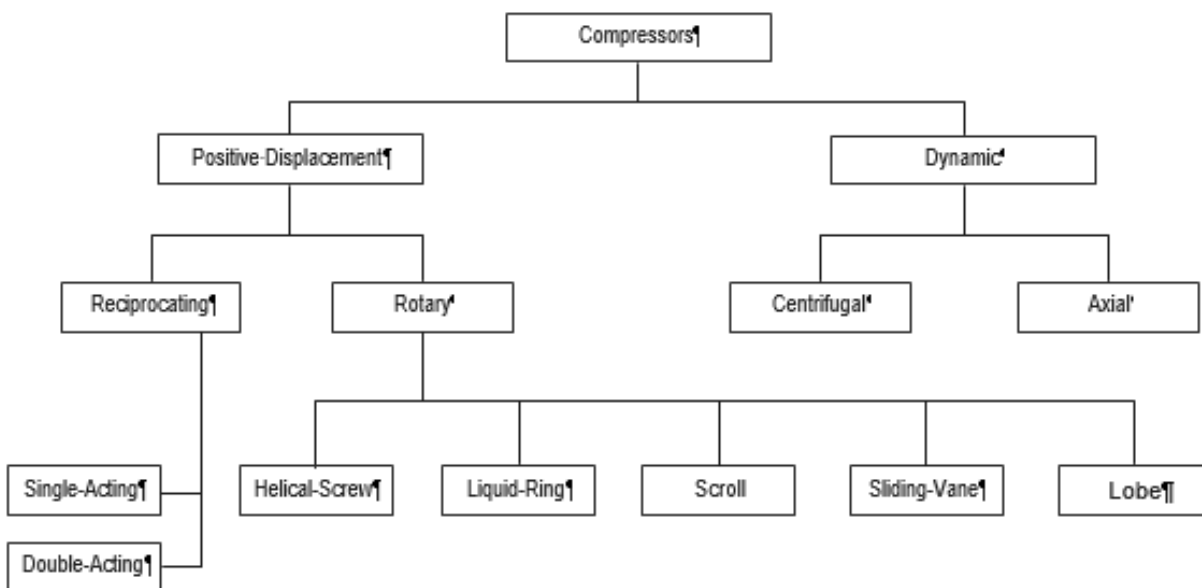 Compressors¶
Positive-Displacement¶
Dynamic¶
Reciprocating¶
Rotary¶
Centrifugal¶
Axial'
Single-Acting¶
Helical-Screw¶
Liquid-Ring¶
Scroll
Sliding-Vane¶
Lobe¶
Double-Acting¶